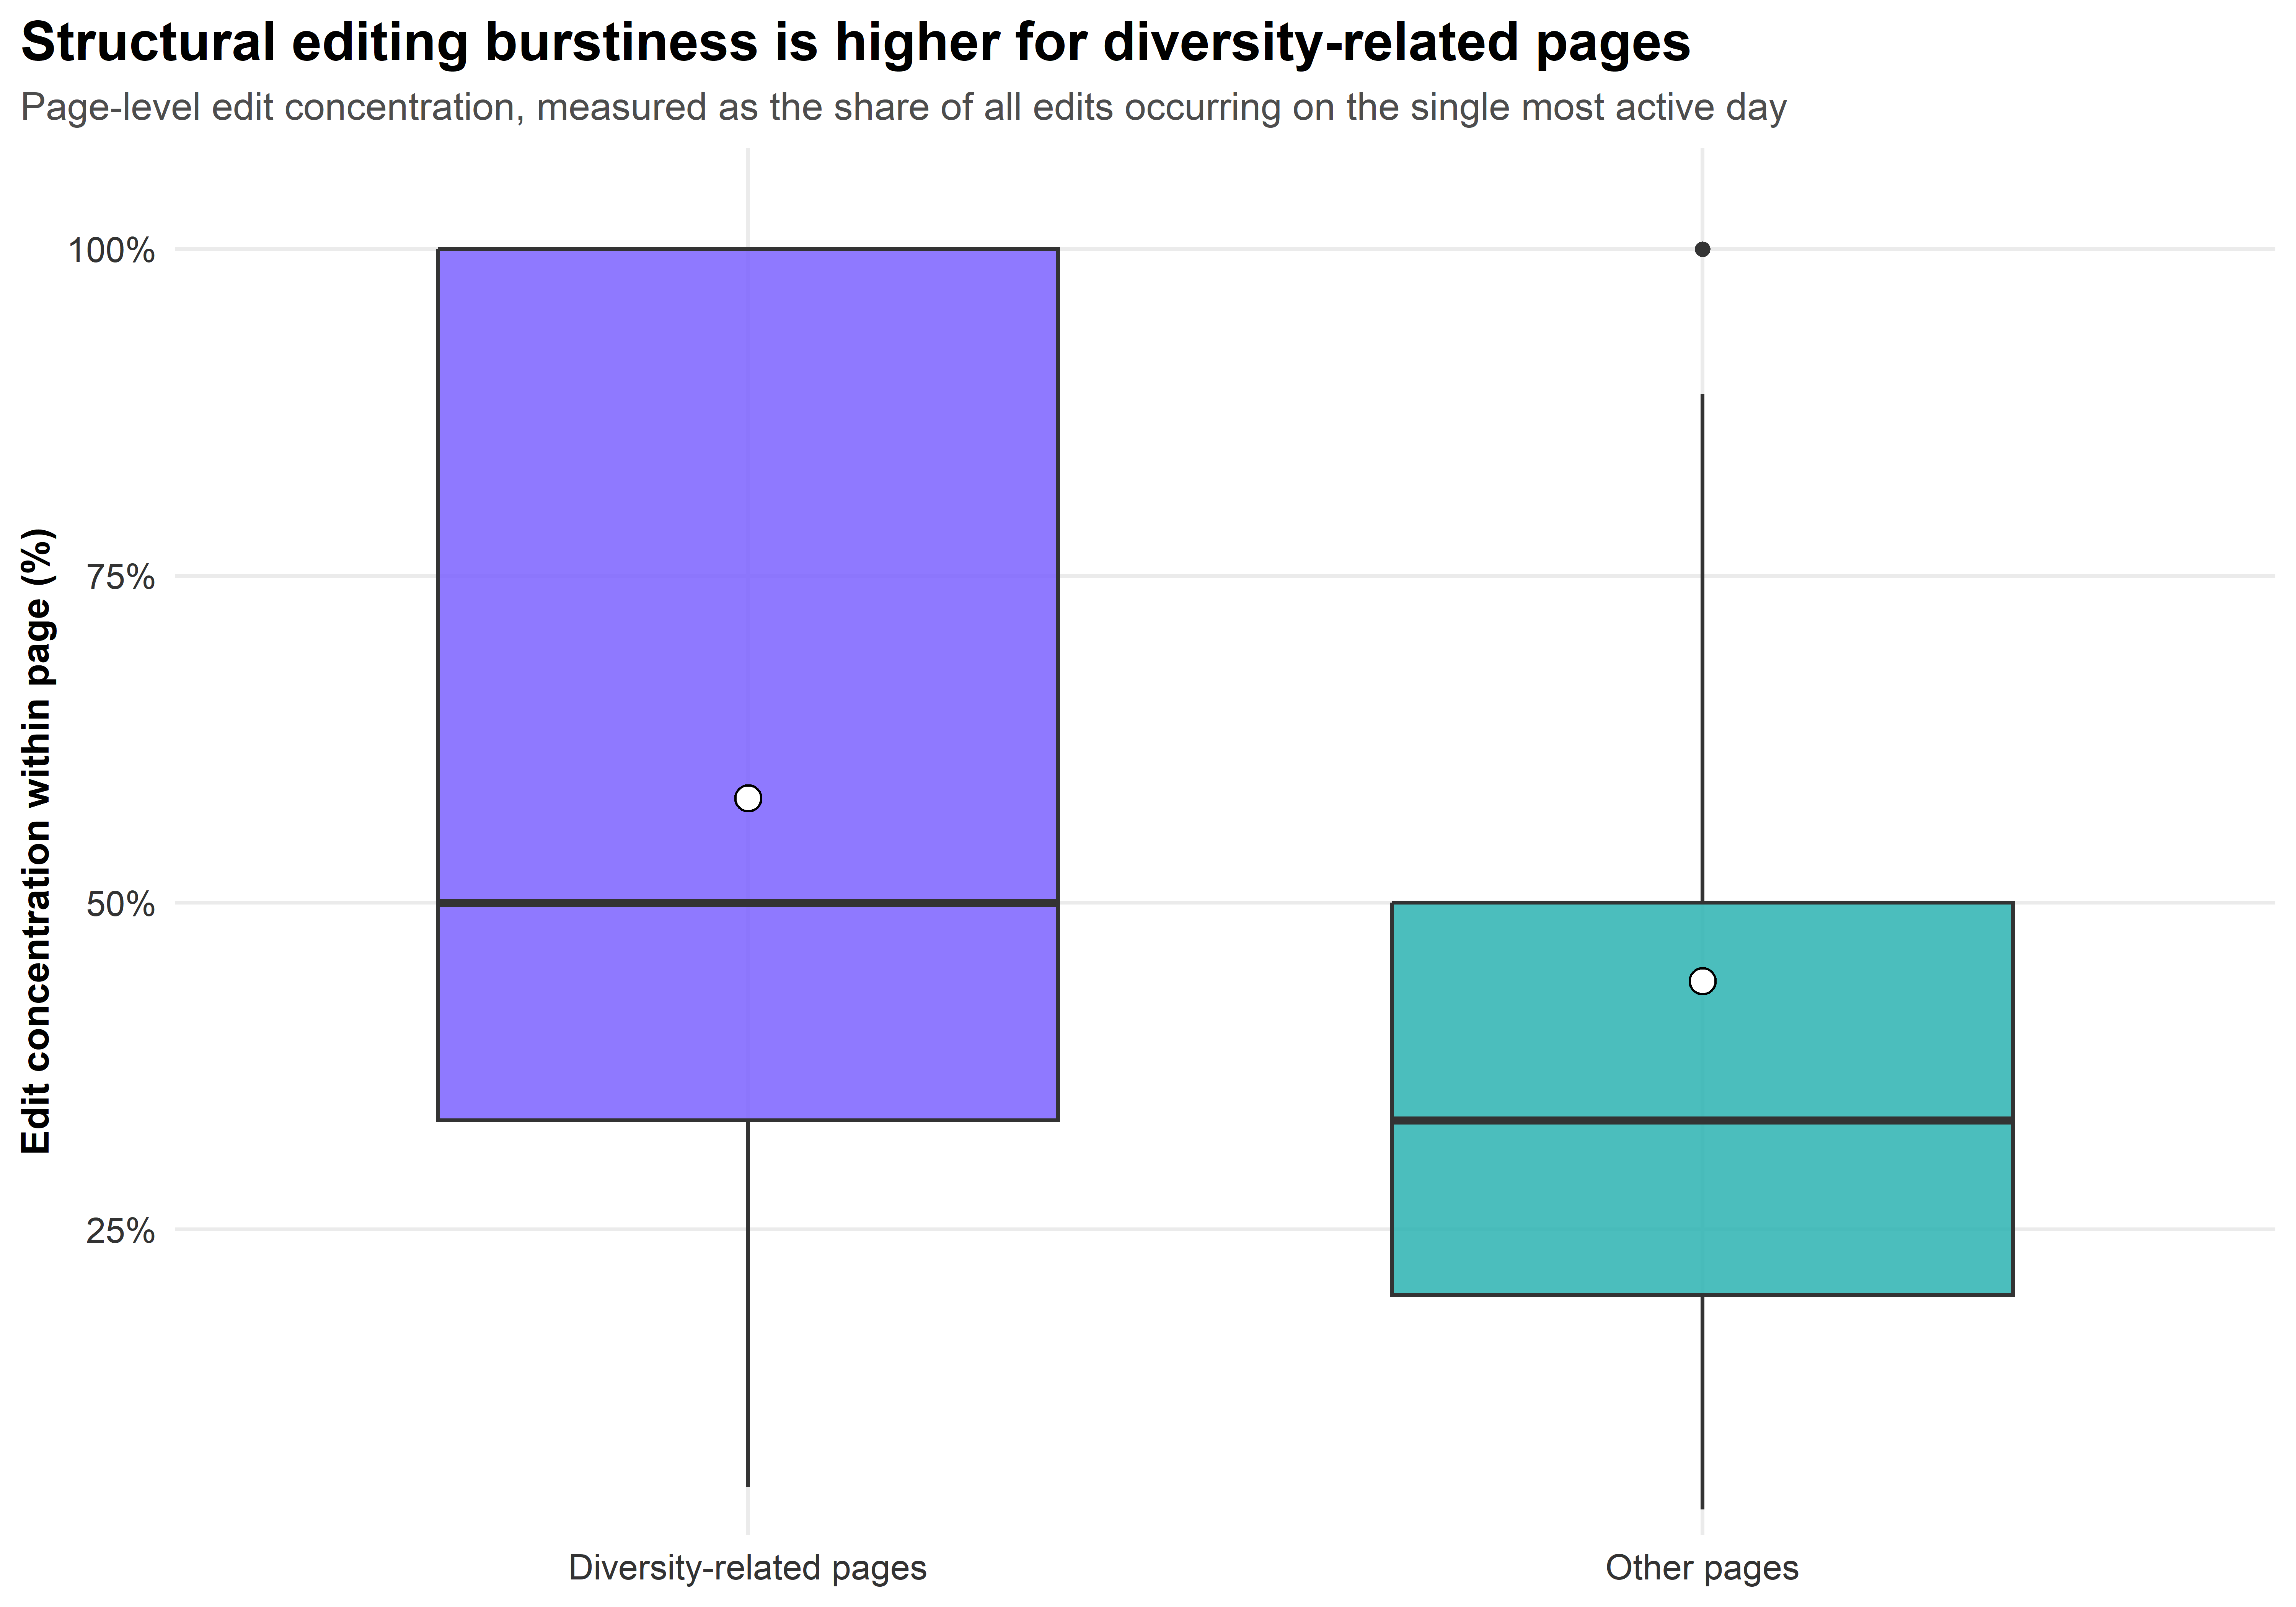 Structural editing burstiness is higher for diversity-related pages
Page-level edit concentration, measured as the share of all edits occurring on the single most active day
Edit concentration within page (%)
100%
75%
50%
25%
Diversity-related pages
Other pages